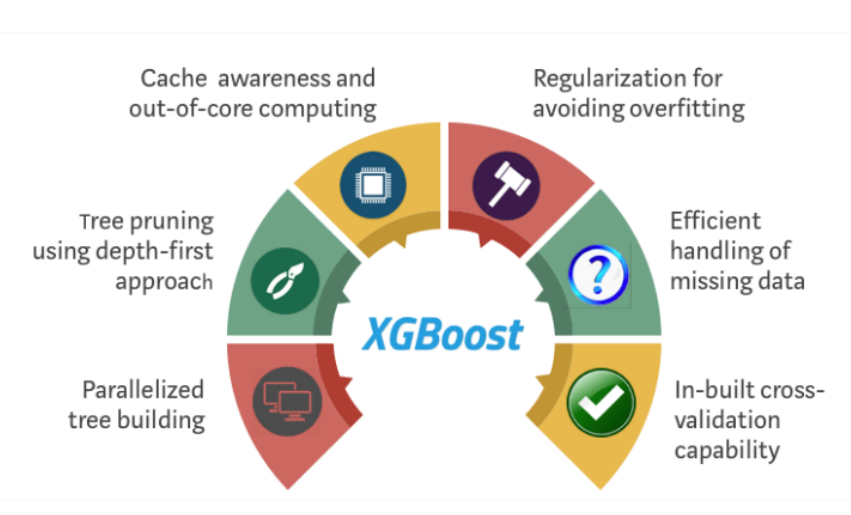 Cache awareness and
out-of-core computing
Regularization for
avoiding overfitting
Tree pruning
using depth-first
approach
Efficient
handling of
missing data
XGBoost
Parallelized
tree building
In-built cross-
validation
capability